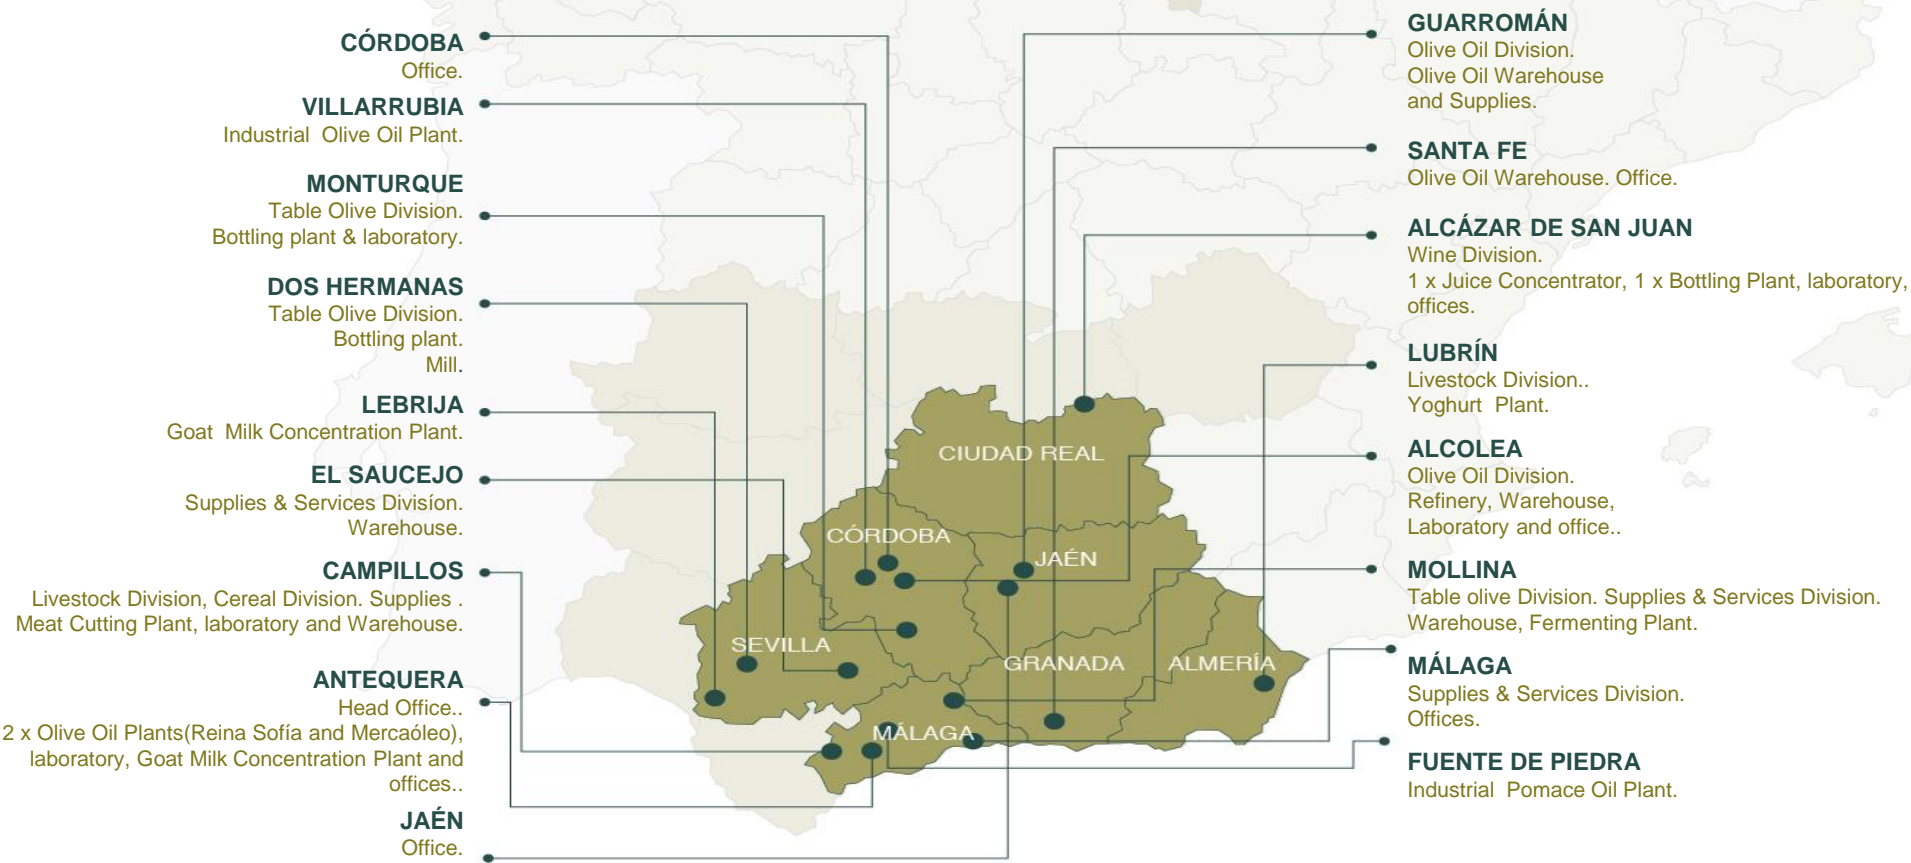 CÓRDOBA
Office.
VILLARRUBIA
Industrial Olive Oil Plant.
MONTURQUE
Table Olive Division.
Bottling plant & laboratory.
DOS HERMANAS
Table Olive Division.
Bottling plant.
Mill.
LEBRIJA
Goat Milk Concentration Plant.
EL SAUCEJO
Supplies & Services Divisíon.
Warehouse.
CAMPILLOS
Livestock Division, Cereal Division. Supplies .
Meat Cutting Plant, laboratory and Warehouse.
ANTEQUERA
Head Office..
2 x Olive Oil Plants(Reina Sofía and Mercaóleo),
laboratory, Goat Milk Concentration Plant and
offices..
JAÉN
Office.
CIUDAD REAL
CÓRDOBA
JAÉN
SEVILLA
GRANADA
ALMERÍA
MÁLAGA
GUARROMÁN
Olive Oil Division.
Olive Oil Warehouse
and Supplies.
SANTA FE
Olive Oil Warehouse. Office.
ALCÁZAR DE SAN JUAN
Wine Division.
1 x Juice Concentrator, 1 x Bottling Plant, laboratory,
offices.
LUBRÍN
Livestock Division..
Yoghurt Plant.
ALCOLEA
Olive Oil Division.
Refinery, Warehouse,
Laboratory and office..
MOLLINA
Table olive Division. Supplies & Services Division.
Warehouse, Fermenting Plant.
MÁLAGA
Supplies & Services Division.
Offices.
FUENTE DE PIEDRA
Industrial Pomace Oil Plant.